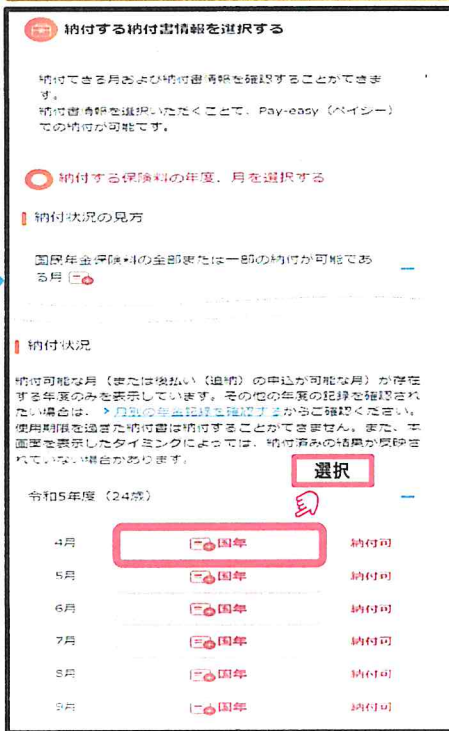 納付する納付書情報を選択する
納付できる月および納付書情報を確認することができま
す。
納付書情報を選択いただくことで、Pay-easy（ペイジー）
での納付が可能です。
納付する保険料の年度、月を選択する
納付状況の見方
国民年金保険料の全部または一部の納付が可能であ
る月
納付状況
納付可能な月（または後払い（追納）の申込が可能な月）が存在
する年度のみを表示しています。その他の年度の記録を確認され
たい場合は、 > 月別の年金記録を確認するからご確認ください。
使用期限を過ぎた納付書は納付することができません。また、本
画面を表示したタイミングによっては、納付済みの結果が反映さ
れていない場合があります。
選択
令和5年度（24歳）
4月 国年 納付可
5月 国年 納付可
6月 国年 納付可
7月 国年 納付可
8月 国年 納付可
9月 国年 納付可